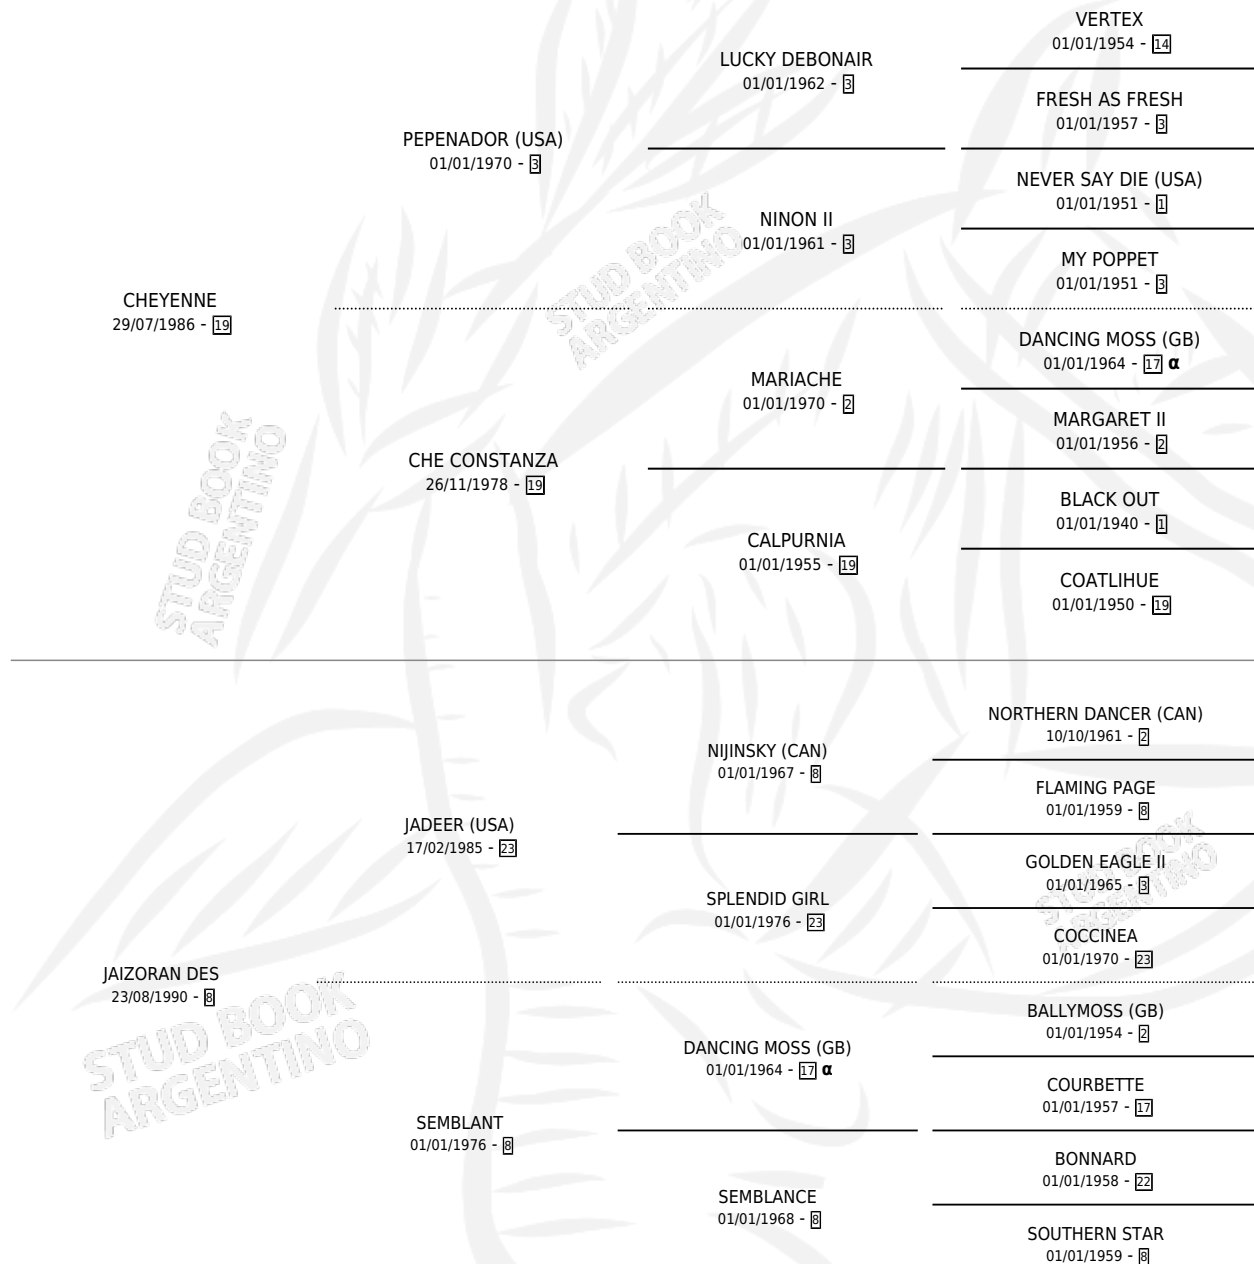 VERTEX
01/01/1954 - 14
LUCKY DEBONAIR
01/01/1962 - 3
FRESH AS FRESH
01/01/1957 - 3
PEPENADOR (USA)
01/01/1970 - 3
NEVER SAY DIE (USA)
01/01/1951 - 1
NINON II
01/01/1961 - 3
MY POPPET
01/01/1951 - 3
CHEYENNE
29/07/1986 - 19
DANCING MOSS (GB)
01/01/1964 - 17 α
MARIACHE
01/01/1970 - 2
MARGARET II
01/01/1956 - 2
CHE CONSTANZA
26/11/1978 - 19
BLACK OUT
01/01/1940 - 1
CALPURNIA
01/01/1955 - 19
COATLIHUE
01/01/1950 - 19
NORTHERN DANCER (CAN)
10/10/1961 - 2
NIJINSKY (CAN)
01/01/1967 - 8
FLAMING PAGE
01/01/1959 - 8
JADEER (USA)
17/02/1985 - 23
GOLDEN EAGLE II
01/01/1965 - 3
SPLENDID GIRL
01/01/1976 - 23
COCCINEA
01/01/1970 - 23
JAIZORAN DES
23/08/1990 - 8
BALLYMOSS (GB)
01/01/1954 - 2
DANCING MOSS (GB)
01/01/1964 - 17 α
COURBETTE
01/01/1957 - 17
SEMBLANT
01/01/1976 - 8
BONNARD
01/01/1958 - 22
SEMBLANCE
01/01/1968 - 8
SOUTHERN STAR
01/01/1959 - 8
STUD BOOK
ARGENTINO
STUD BOOK
ARGENTINO
STUD BOOK
ARGENTINO
STUD BOOK
ARGENTINO